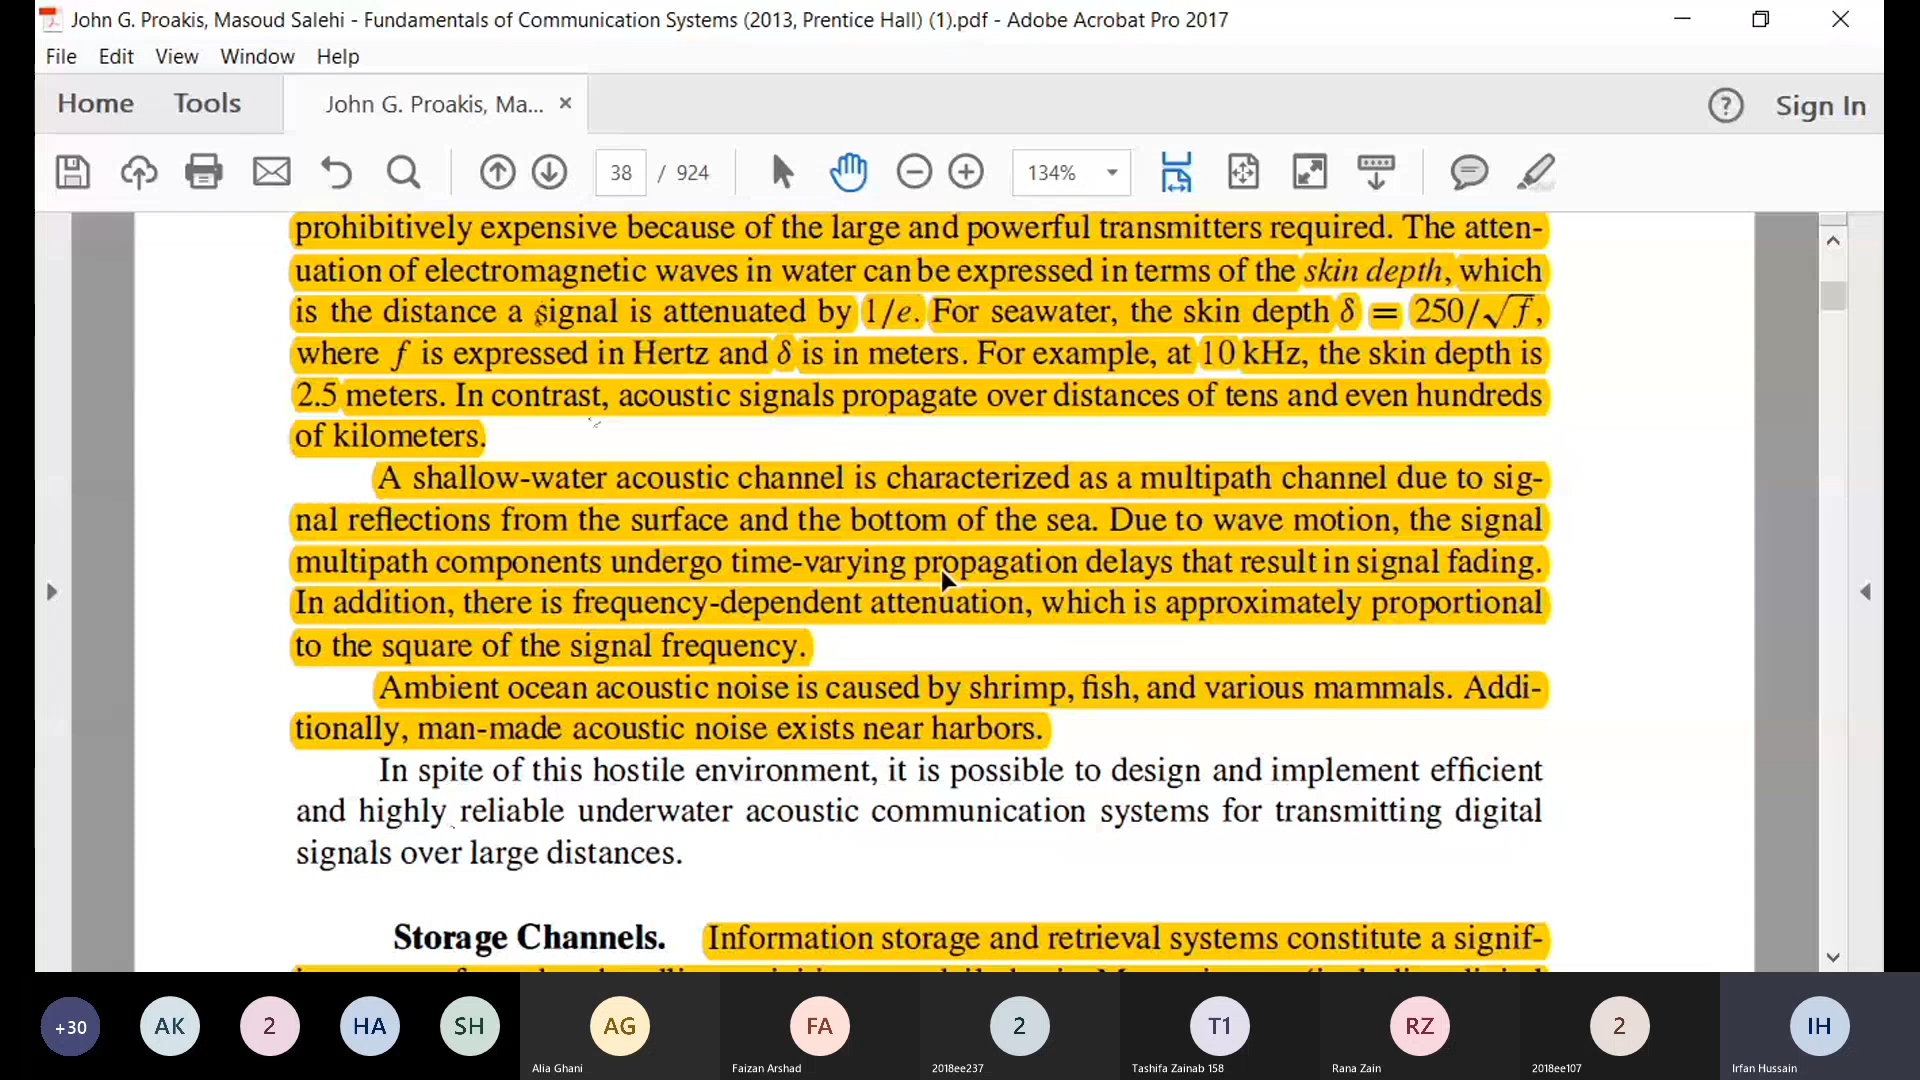 John G. Proakis, Masoud Salehi - Fundamentals of Communication Systems (2013, Prentice Hall) (1).pdf - Adobe Acrobat Pro 2017
File Edit View Window Help
Home Tools John G. Proakis, Ma... × ? Sign In
38 / 924 134%
prohibitively expensive because of the large and powerful transmitters required. The atten-
uation of electromagnetic waves in water can be expressed in terms of the skin depth, which
is the distance a signal is attenuated by 1/e. For seawater, the skin depth δ = 250/√f,
where f is expressed in Hertz and δ is in meters. For example, at 10 kHz, the skin depth is
2.5 meters. In contrast, acoustic signals propagate over distances of tens and even hundreds
of kilometers.
A shallow-water acoustic channel is characterized as a multipath channel due to sig-
nal reflections from the surface and the bottom of the sea. Due to wave motion, the signal
multipath components undergo time-varying propagation delays that result in signal fading.
In addition, there is frequency-dependent attenuation, which is approximately proportional
to the square of the signal frequency.
Ambient ocean acoustic noise is caused by shrimp, fish, and various mammals. Addi-
tionally, man-made acoustic noise exists near harbors.
In spite of this hostile environment, it is possible to design and implement efficient
and highly reliable underwater acoustic communication systems for transmitting digital
signals over large distances.
Storage Channels. Information storage and retrieval systems constitute a signif-
+30 AK 2 HA SH AG FA 2 T1 RZ 2 IH
Alia Ghani Faizan Arshad 2018ee237 Tashifa Zainab 158 Rana Zain 2018ee107 Irfan Hussain